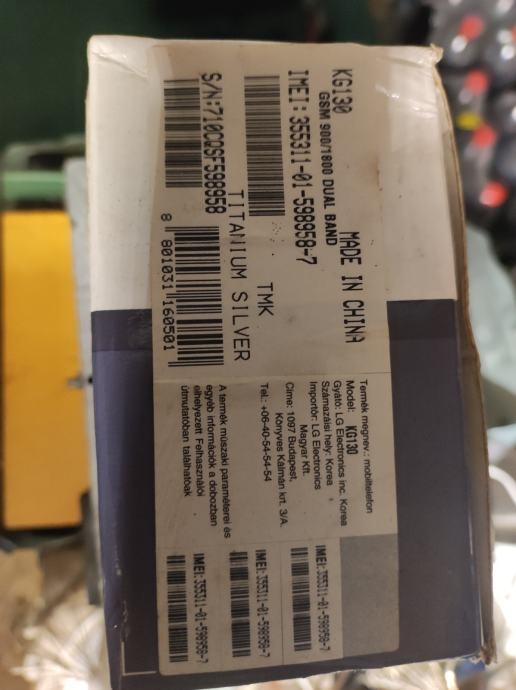 KG130
GSM 900/1800 DUAL BAND
MADE IN CHINA
IMEI: 355311-01-598958-7
TMK
TITANIUM SILVER
S/N:710CQSF598958
8 801031 160501
Termék megnev.: mobiltelefon
Model: KG130
Gyártó: LG Electronics inc. Korea
Származási hely: Korea
Importőr: LG Electronics
Magyar Kft.
Címe: 1097 Budapest,
Könyves Kálmán krt. 3/A.
Tel.: +06-40-54-54-54
A termék műszaki paraméterei és
egyéb információk a dobozban
elhelyezett Felhasználói
útmutatóban találhatóak
IMEI:355311-01-598958-7
IMEI:355311-01-598958-7
IMEI:355311-01-598958-7